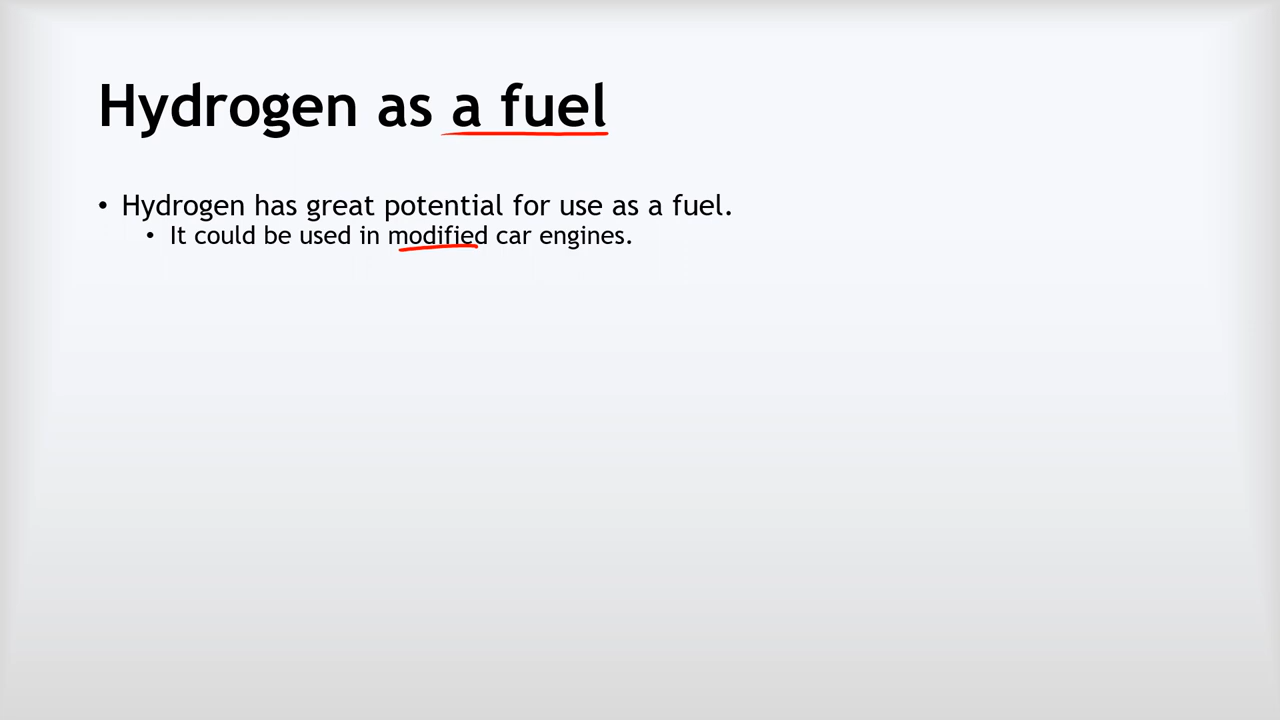 Hydrogen as a fuel
• Hydrogen has great potential for use as a fuel.
• It could be used in modified car engines.